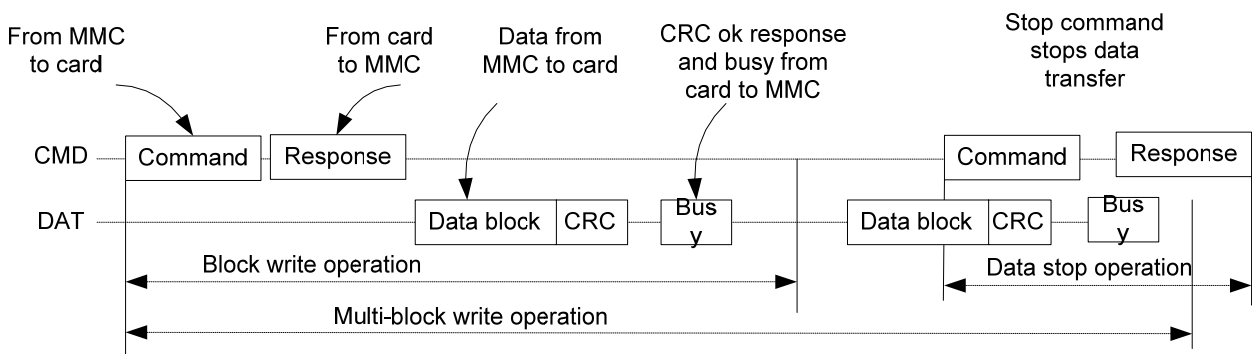 From MMC
to card
From card
to MMC
Data from
MMC to card
CRC ok response
and busy from
card to MMC
Stop command
stops data
transfer
CMD
Command
Response
Command
Response
DAT
Data block
CRC
Bus
y
Data block
CRC
Bus
y
Block write operation
Data stop operation
Multi-block write operation